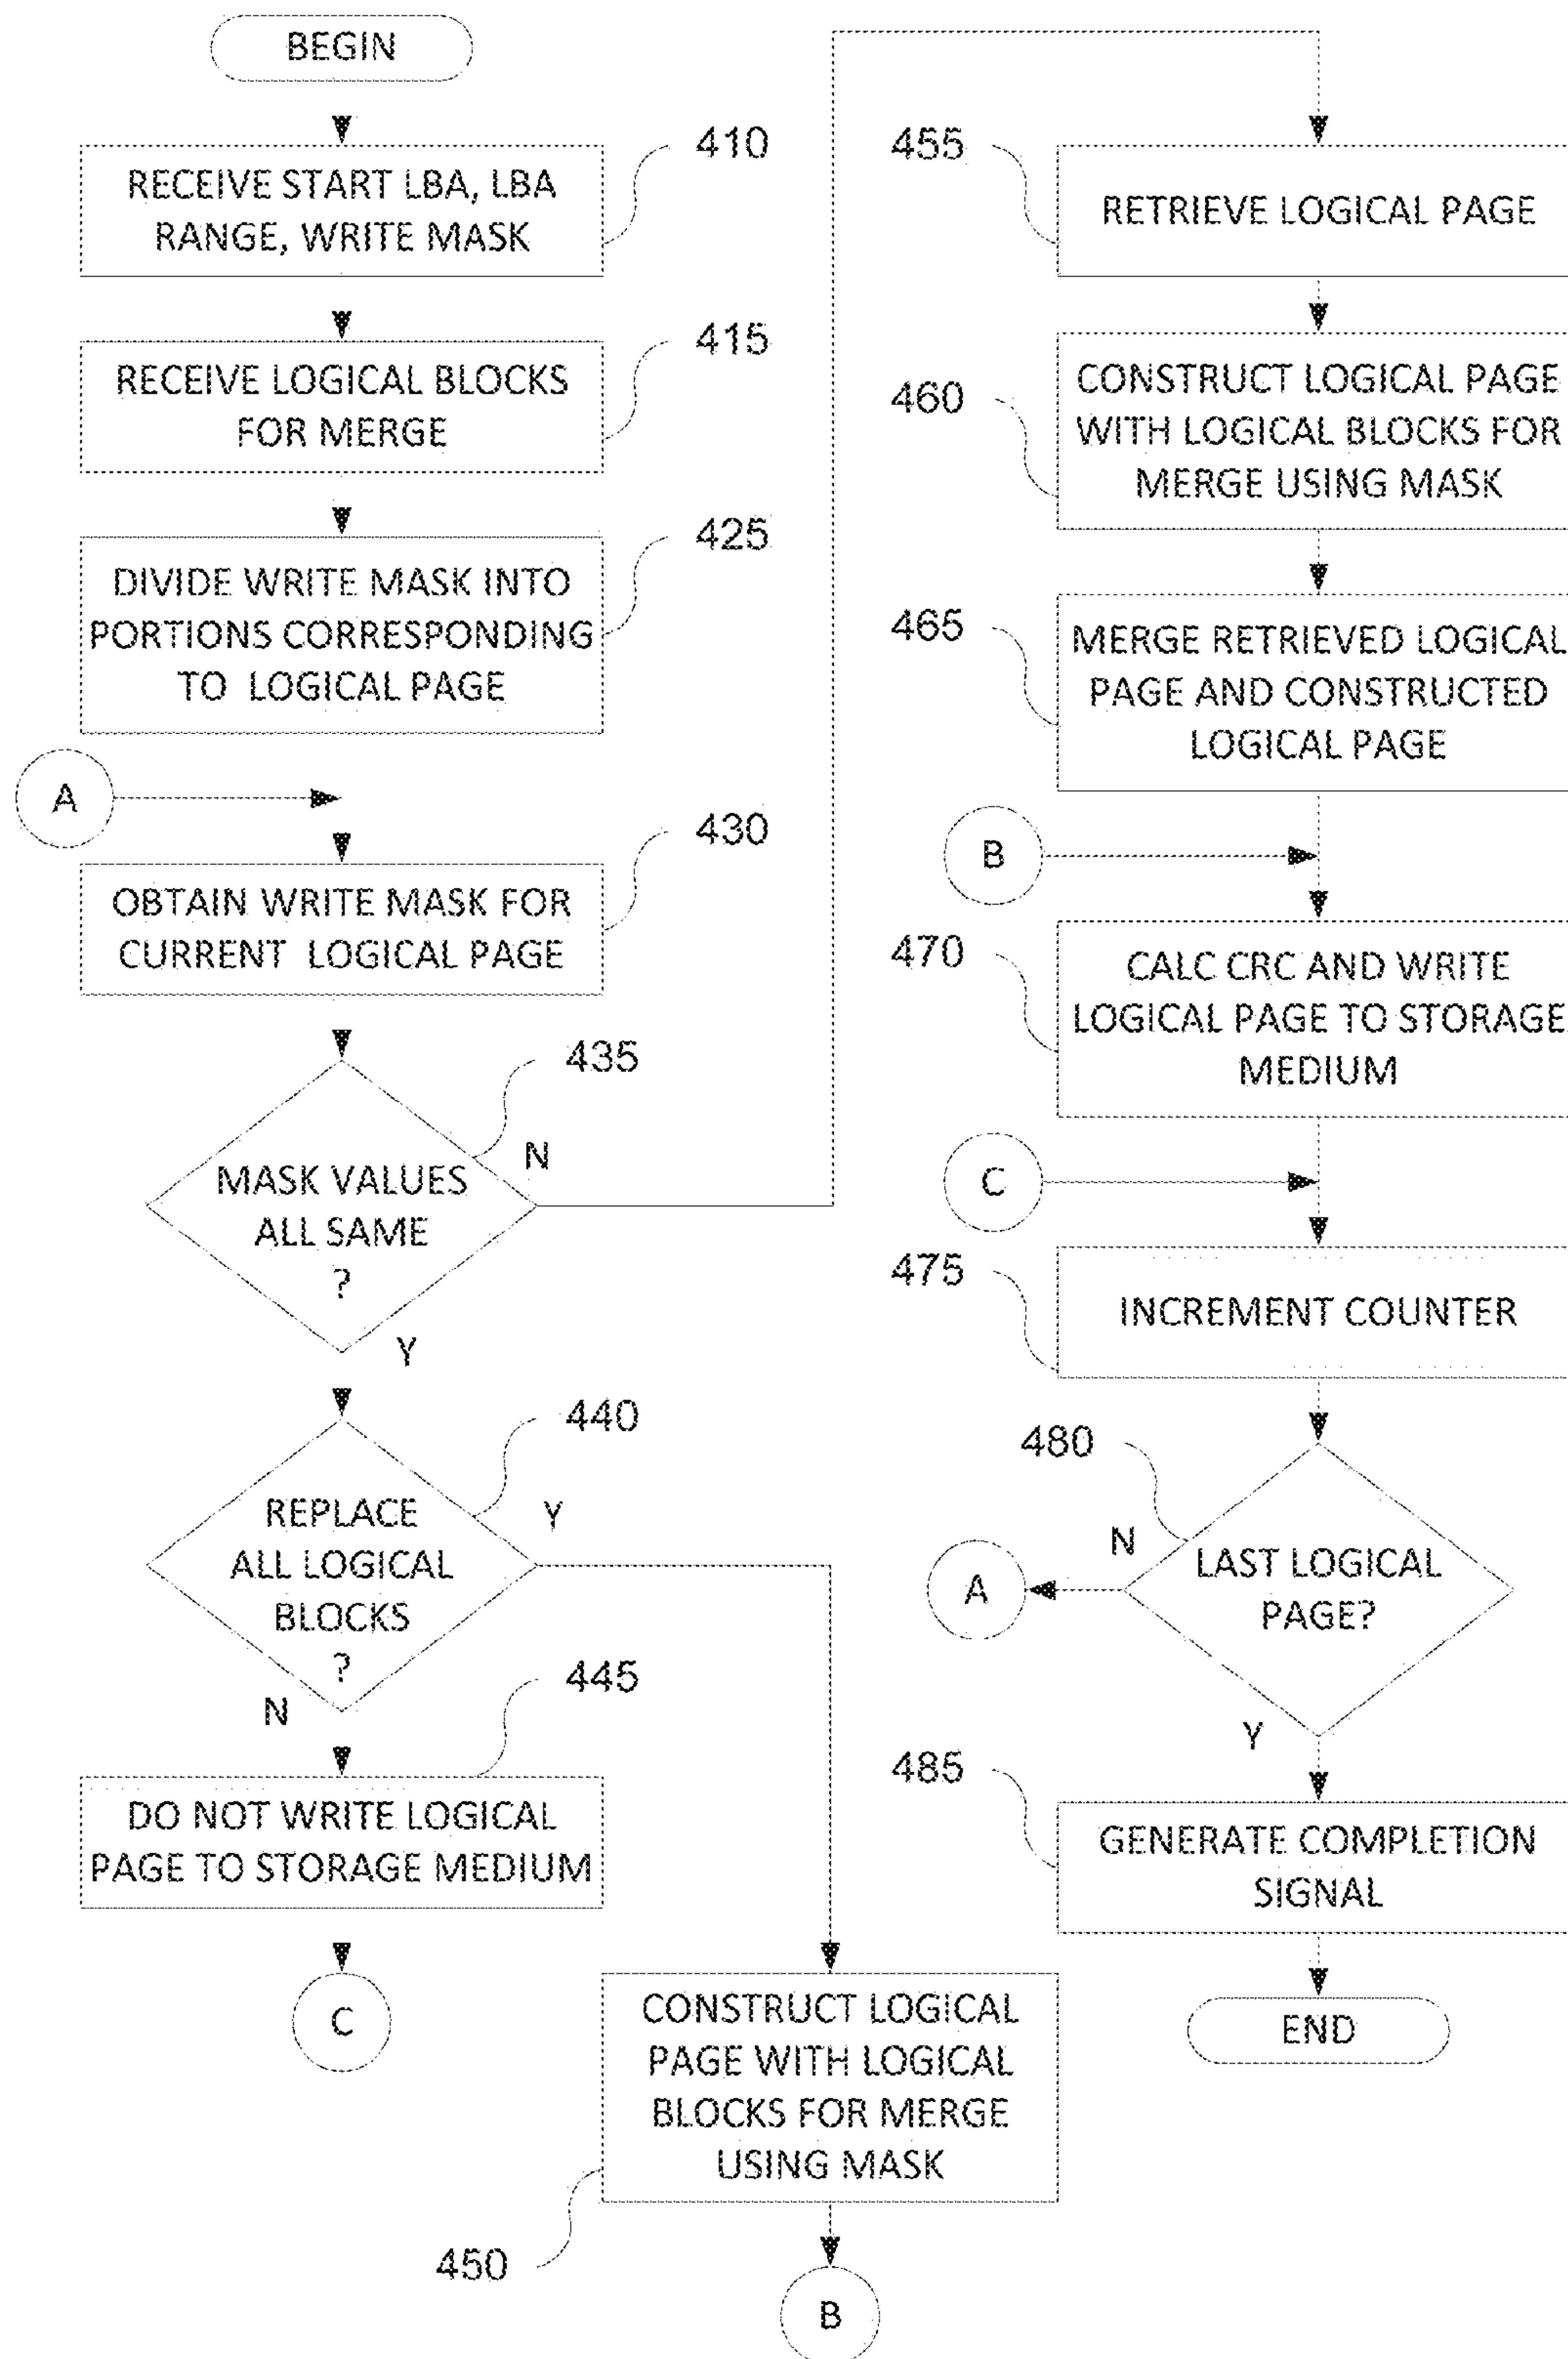 BEGIN
410
RECEIVE START LBA, LBA
RANGE, WRITE MASK
415
RECEIVE LOGICAL BLOCKS
FOR MERGE
425
DIVIDE WRITE MASK INTO
PORTIONS CORRESPONDING
TO LOGICAL PAGE
A
430
OBTAIN WRITE MASK FOR
CURRENT LOGICAL PAGE
435
N
MASK VALUES
ALL SAME
?
Y
440
Y
REPLACE
ALL LOGICAL
BLOCKS
?
N
445
DO NOT WRITE LOGICAL
PAGE TO STORAGE MEDIUM
C
CONSTRUCT LOGICAL
PAGE WITH LOGICAL
BLOCKS FOR MERGE
USING MASK
450
B
455
RETRIEVE LOGICAL PAGE
460
CONSTRUCT LOGICAL PAGE
WITH LOGICAL BLOCKS FOR
MERGE USING MASK
465
MERGE RETRIEVED LOGICAL
PAGE AND CONSTRUCTED
LOGICAL PAGE
B
470
CALC CRC AND WRITE
LOGICAL PAGE TO STORAGE
MEDIUM
C
475
INCREMENT COUNTER
480
N
LAST LOGICAL
PAGE?
A
Y
485
GENERATE COMPLETION
SIGNAL
END